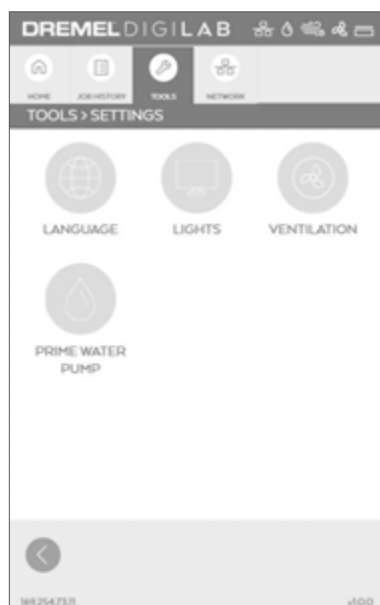 DREMEL DIGILAB
HOME JOB HISTORY TOOLS NETWORK
TOOLS > SETTINGS
LANGUAGE LIGHTS VENTILATION
PRIME WATER
PUMP
v1.0.0